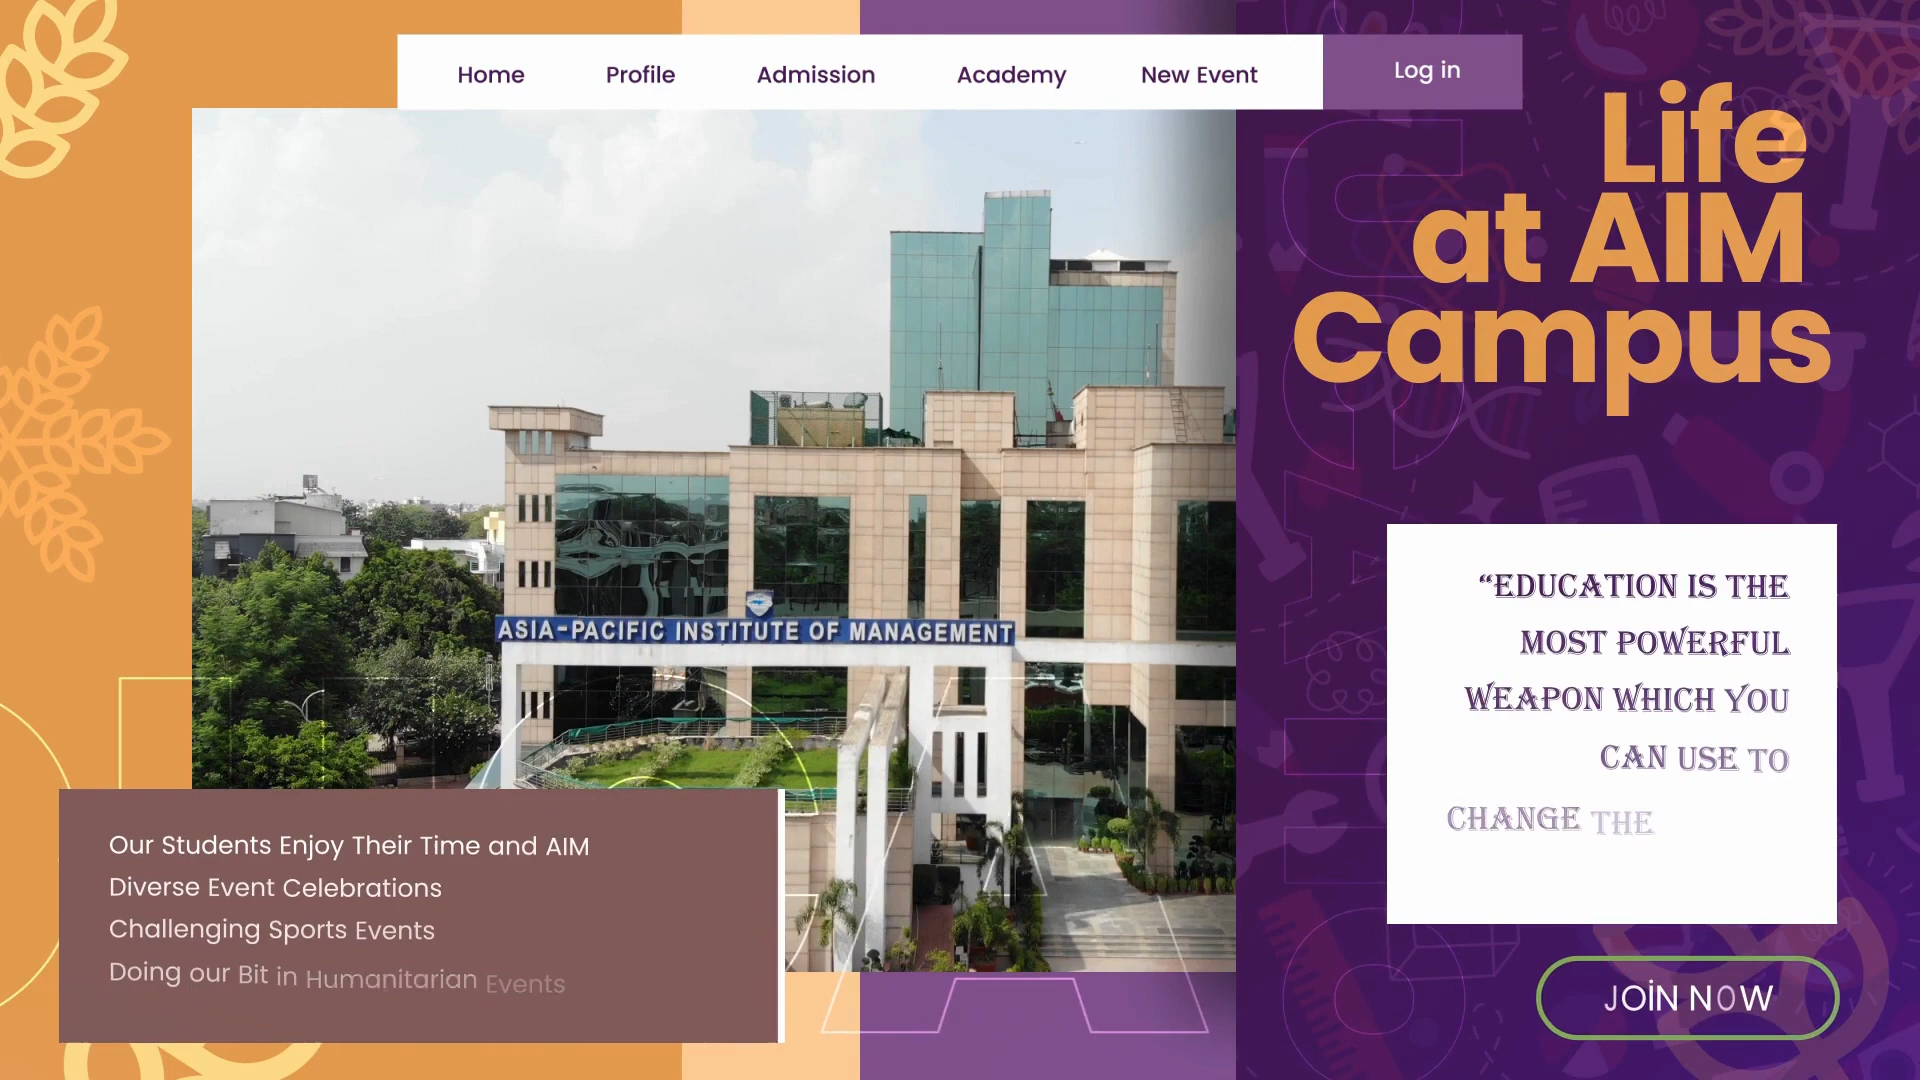 Home Profile Admission Academy New Event Log in
Life
at AIM
Campus
ASIA-PACIFIC INSTITUTE OF MANAGEMENT
“EDUCATION IS THE
MOST POWERFUL
WEAPON WHICH YOU
CAN USE TO
CHANGE THE
Our Students Enjoy Their Time and AIM
Diverse Event Celebrations
Challenging Sports Events
Doing our Bit in Humanitarian Events
JOIN NOW